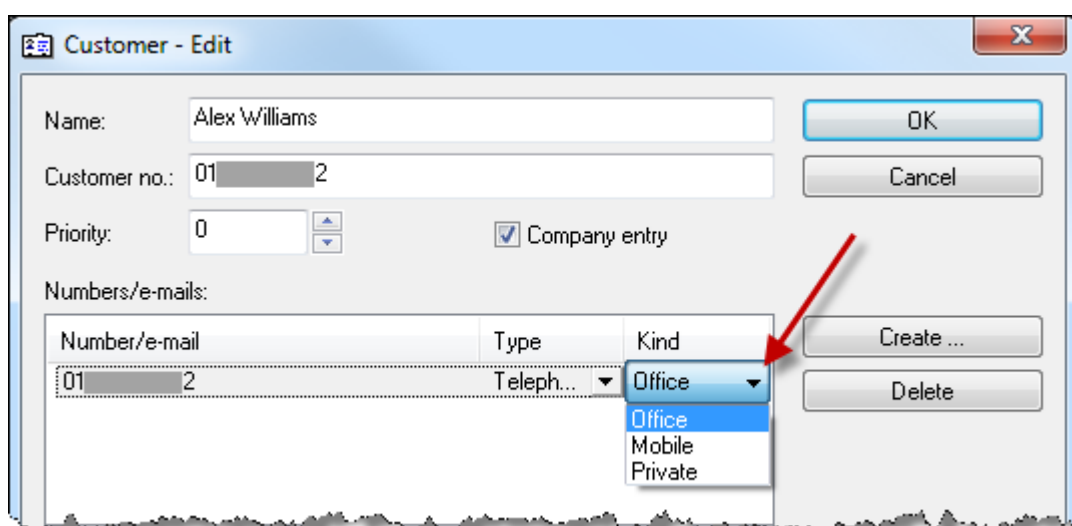 Customer - Edit
Name: Alex Williams OK
Customer no.: 01 2 Cancel
Priority: 0 Company entry
Numbers/e-mails:
Number/e-mail Type Kind Create ...
01 2 Teleph... Office Delete
Office
Mobile
Private